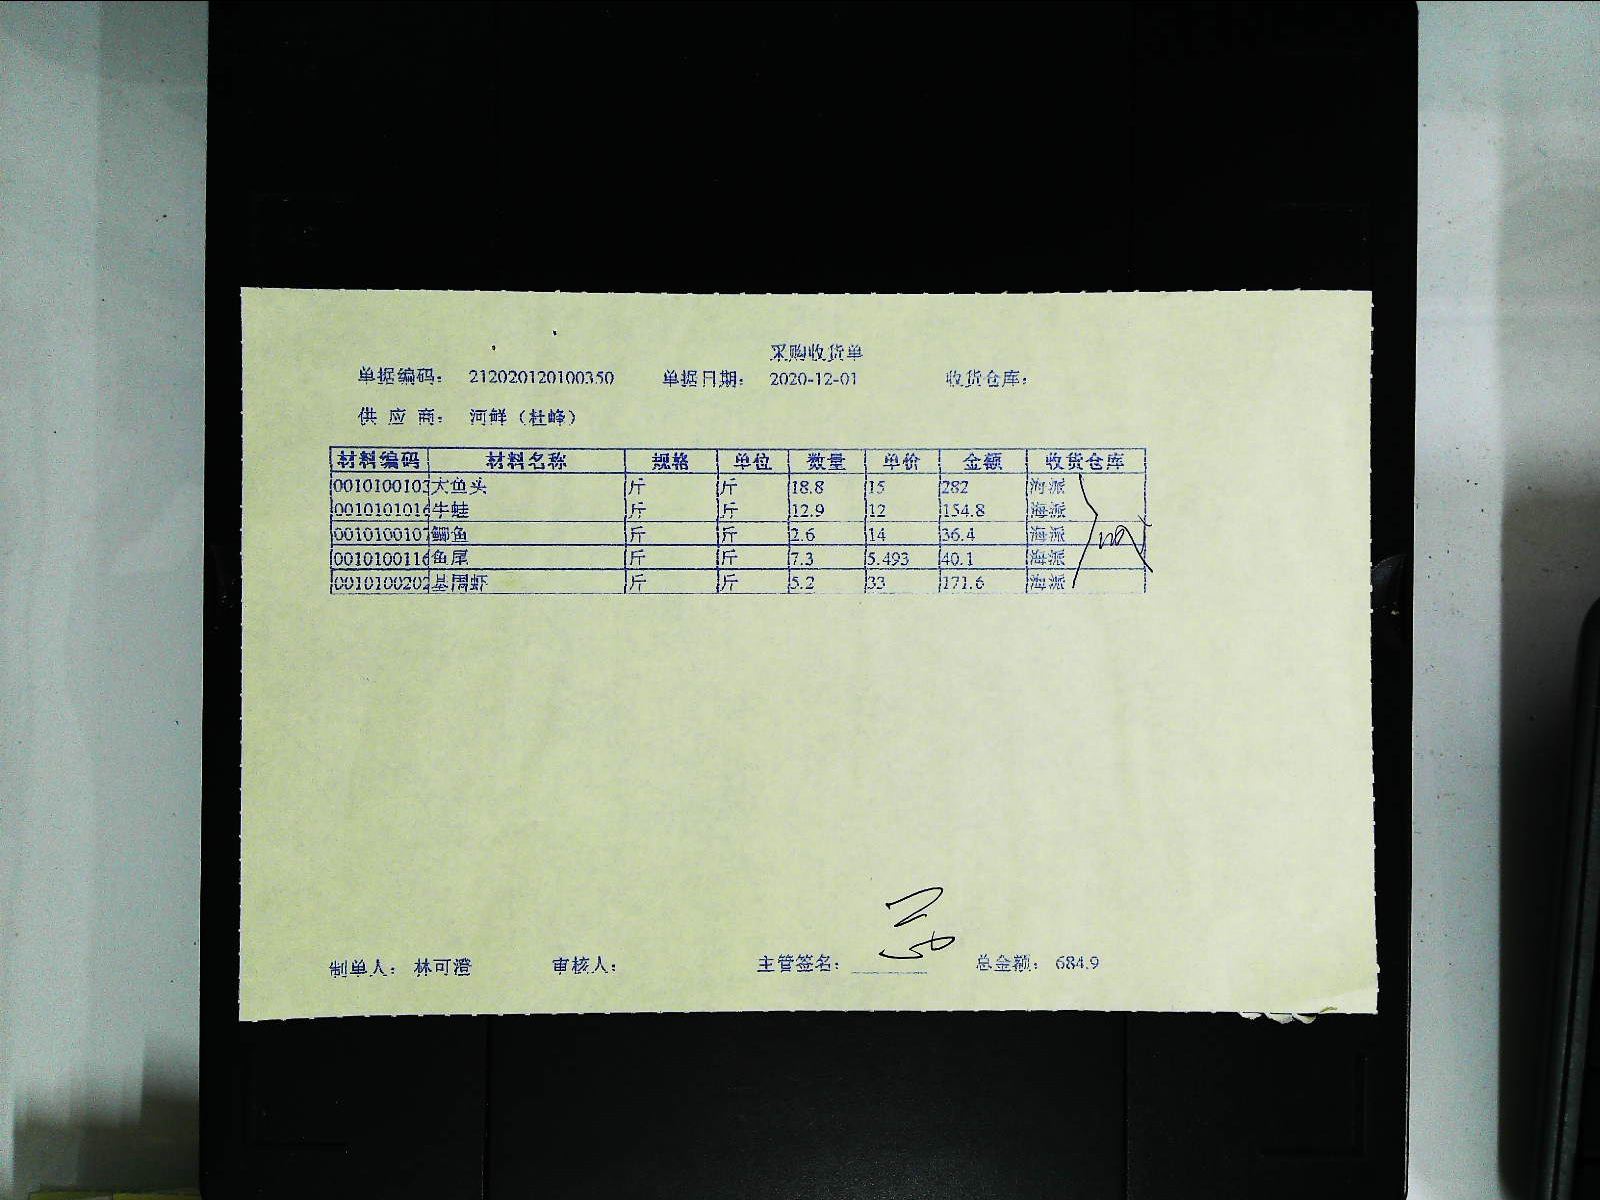 采购收货单
单据编码： 212020120100350 单据日期： 2020-12-01 收货仓库：
供 应 商： 河鲜（杜峰）
材料编码 材料名称 规格 单位 数量 单价 金额 收货仓库
0010100103 大鱼头 斤 斤 18.8 15 282 海派
0010101016 牛蛙 斤 斤 12.9 12 154.8 海派
0010100107 鲫鱼 斤 斤 2.6 14 36.4 海派
0010100116 鱼尾 斤 斤 7.3 5.493 40.1 海派
0010100202 基围虾 斤 斤 5.2 33 171.6 海派
制单人： 林可澄 审核人： 主管签名： 总金额： 684.9